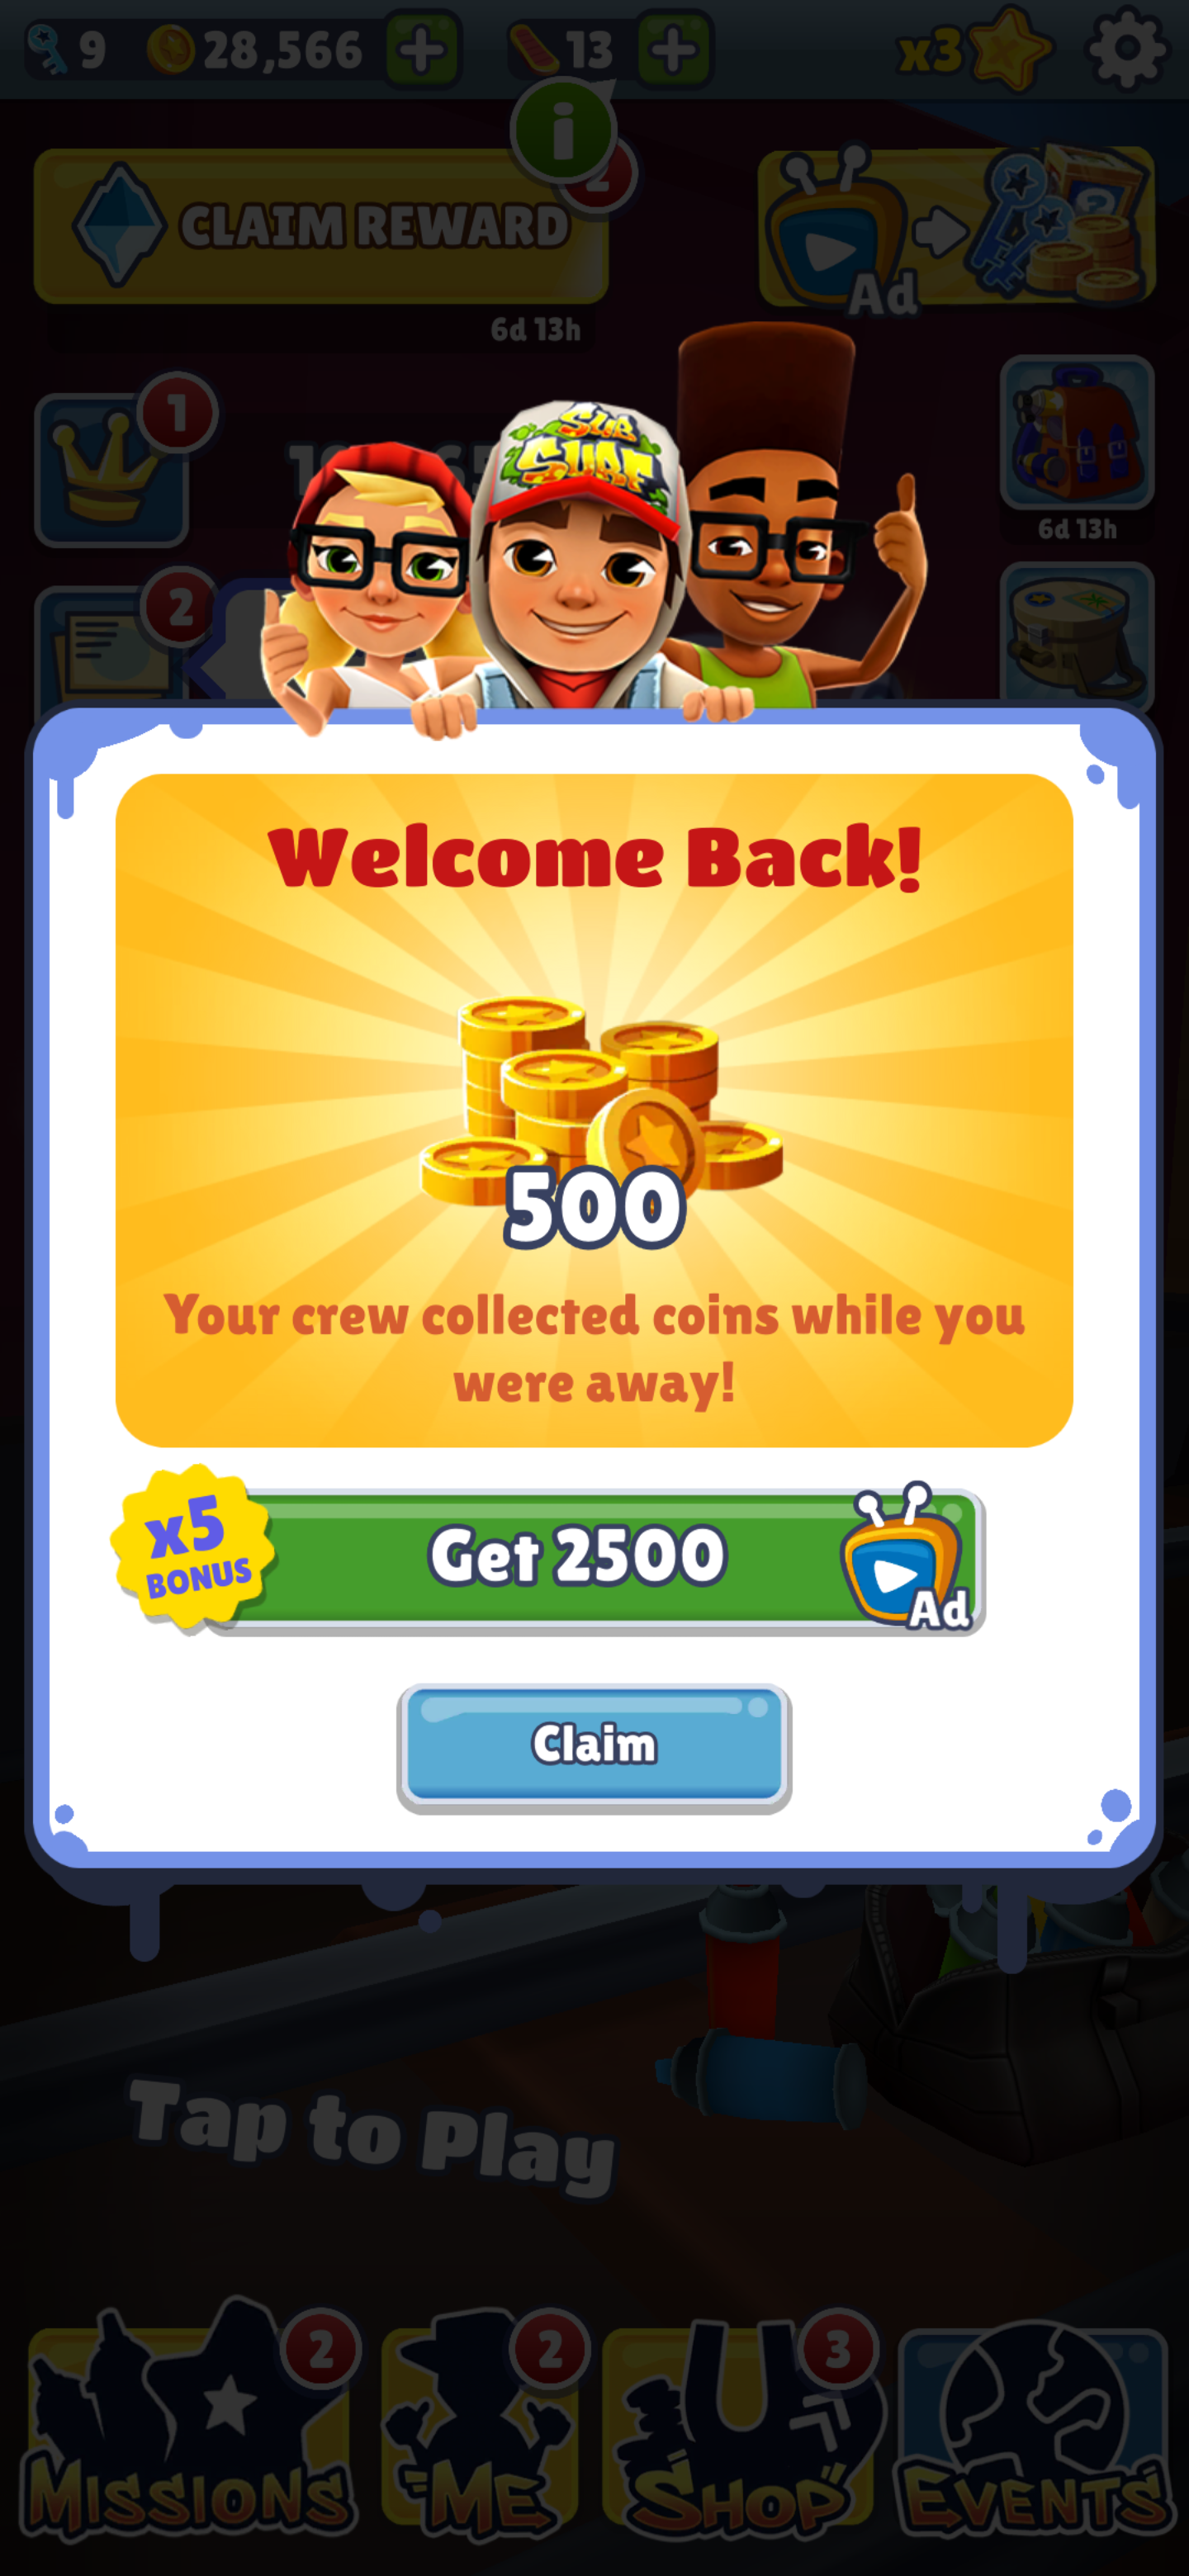 9
28,566
13
x3
2
CLAIM REWARD
Ad
6d 13h
1
SUB
SURF
6d 13h
2
Welcome Back!
500
Your crew collected coins while you
were away!
x5
BONUS
Get 2500
Ad
Claim
Tap to Play
2
2
3
MISSIONS
ME
SHOP
EVENTS